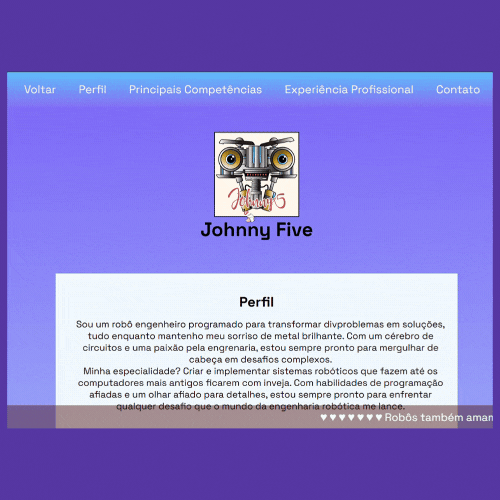 Voltar Perfil Principais Competências Experiência Profissional Contato
Johnny 5
Johnny Five
Perfil
Sou um robô engenheiro programado para transformar divproblemas em soluções,
tudo enquanto mantenho meu sorriso de metal brilhante. Com um cérebro de
circuitos e uma paixão pela engrenaria, estou sempre pronto para mergulhar de
cabeça em desafios complexos.
Minha especialidade? Criar e implementar sistemas robóticos que fazem até os
computadores mais antigos ficarem com inveja. Com habilidades de programação
afiadas e um olhar afiado para detalhes, estou sempre pronto para enfrentar
qualquer desafio que o mundo da engenharia robótica me lance.
♥ ♥ ♥ ♥ ♥ ♥ ♥ Robôs também amam